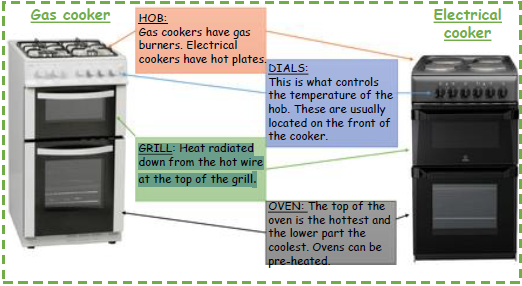 Gas cooker
HOB:
Gas cookers have gas
burners. Electrical
cookers have hot plates.
Electrical
cooker
DIALS:
This is what controls
the temperature of the
hob. These are usually
located on the front of
the cooker.
GRILL: Heat radiated
down from the hot wire
at the top of the grill.
OVEN: The top of the
oven is the hottest and
the lower part the
coolest. Ovens can be
pre-heated.